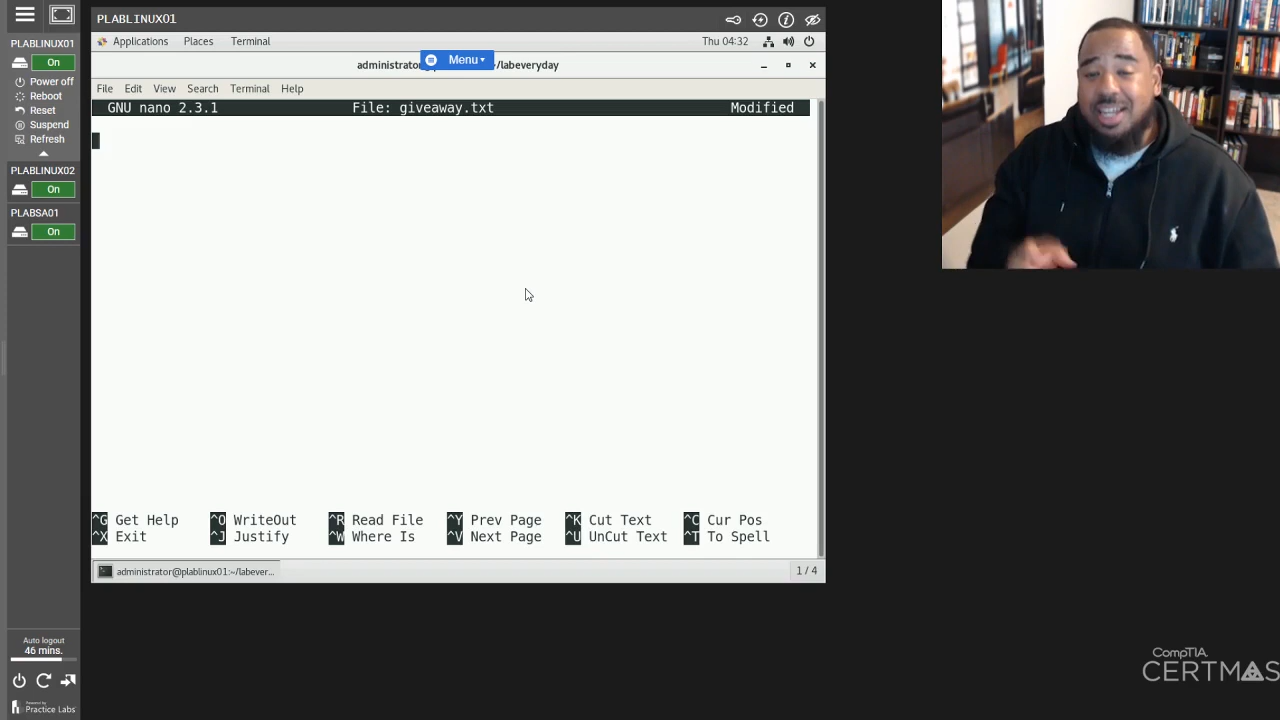 PLABLINUX01
PLABLINUX01
On
Power off
Reboot
Reset
Suspend
Refresh
PLABLINUX02
On
PLABSA01
On
Applications Places Terminal
Thu 04:32
administrator@ :~/labeveryday
Menu
File Edit View Search Terminal Help
GNU nano 2.3.1 File: giveaway.txt Modified
^G Get Help ^O WriteOut ^R Read File ^Y Prev Page ^K Cut Text ^C Cur Pos
^X Exit ^J Justify ^W Where Is ^V Next Page ^U UnCut Text ^T To Spell
administrator@plablinux01:~/labever...
1 / 4
Auto logout
46 mins.
Powered by
Practice Labs
CompTIA.
CERTMAS